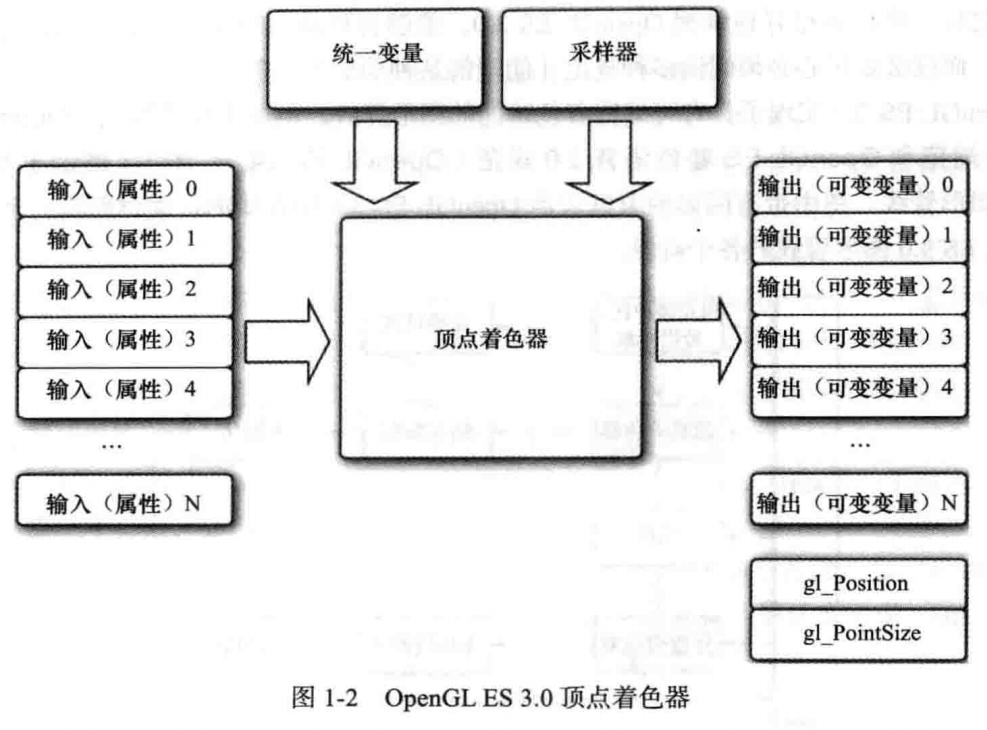 统一变量
采样器
输入（属性）0
输入（属性）1
输入（属性）2
输入（属性）3
输入（属性）4
...
输入（属性）N
顶点着色器
输出（可变变量）0
输出（可变变量）1
输出（可变变量）2
输出（可变变量）3
输出（可变变量）4
...
输出（可变变量）N
gl_Position
gl_PointSize
图 1-2 OpenGL ES 3.0 顶点着色器